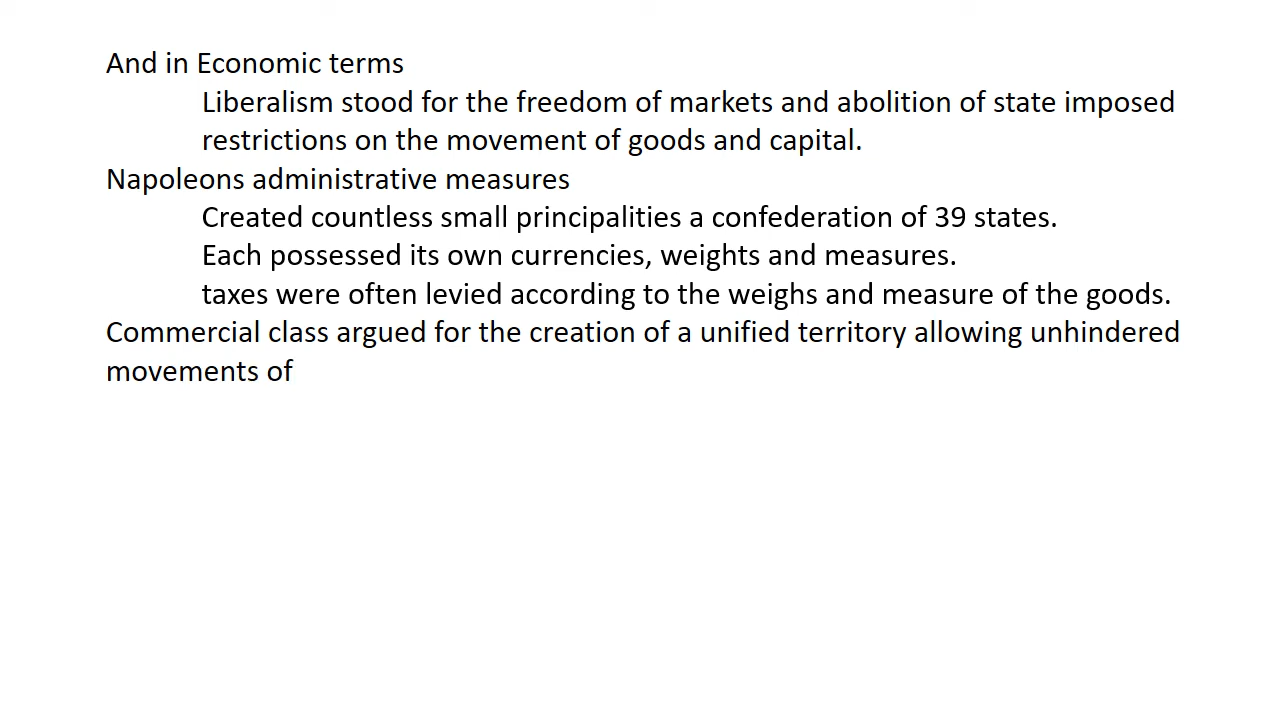 And in Economic terms
Liberalism stood for the freedom of markets and abolition of state imposed
restrictions on the movement of goods and capital.
Napoleons administrative measures
Created countless small principalities a confederation of 39 states.
Each possessed its own currencies, weights and measures.
taxes were often levied according to the weighs and measure of the goods.
Commercial class argued for the creation of a unified territory allowing unhindered
movements of